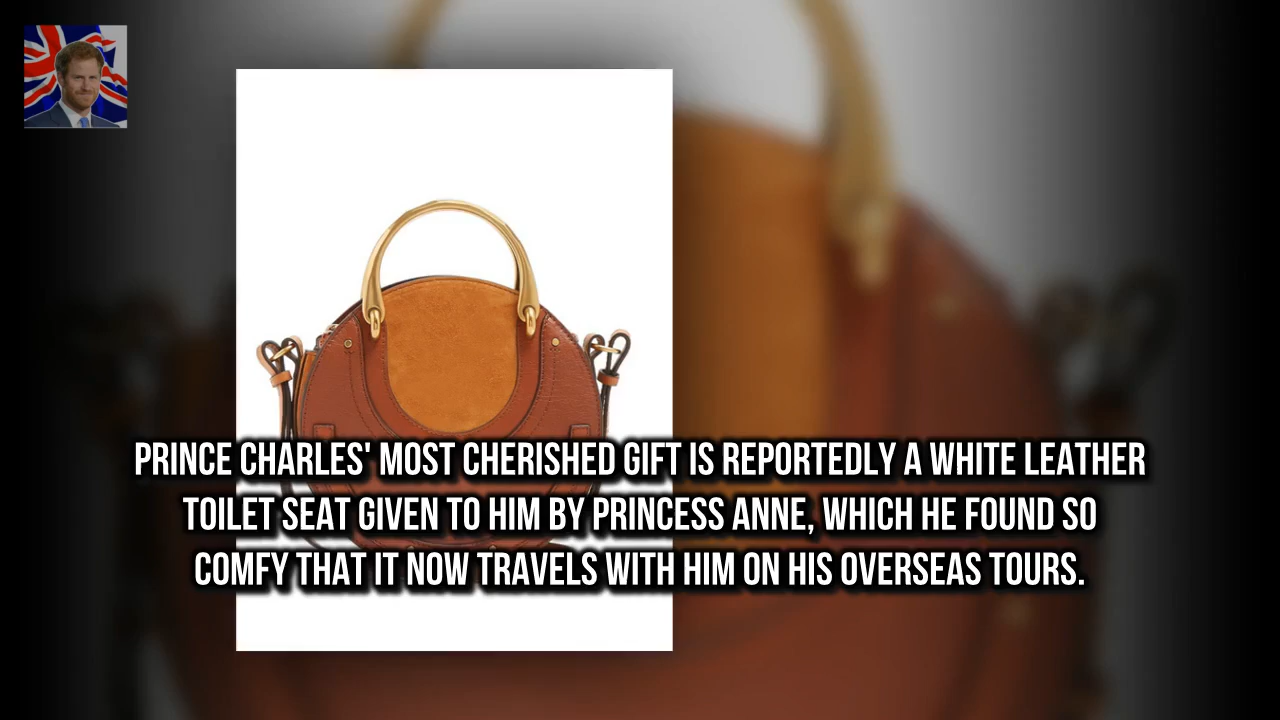 PRINCE CHARLES' MOST CHERISHED GIFT IS REPORTEDLY A WHITE LEATHER
TOILET SEAT GIVEN TO HIM BY PRINCESS ANNE, WHICH HE FOUND SO
COMFY THAT IT NOW TRAVELS WITH HIM ON HIS OVERSEAS TOURS.